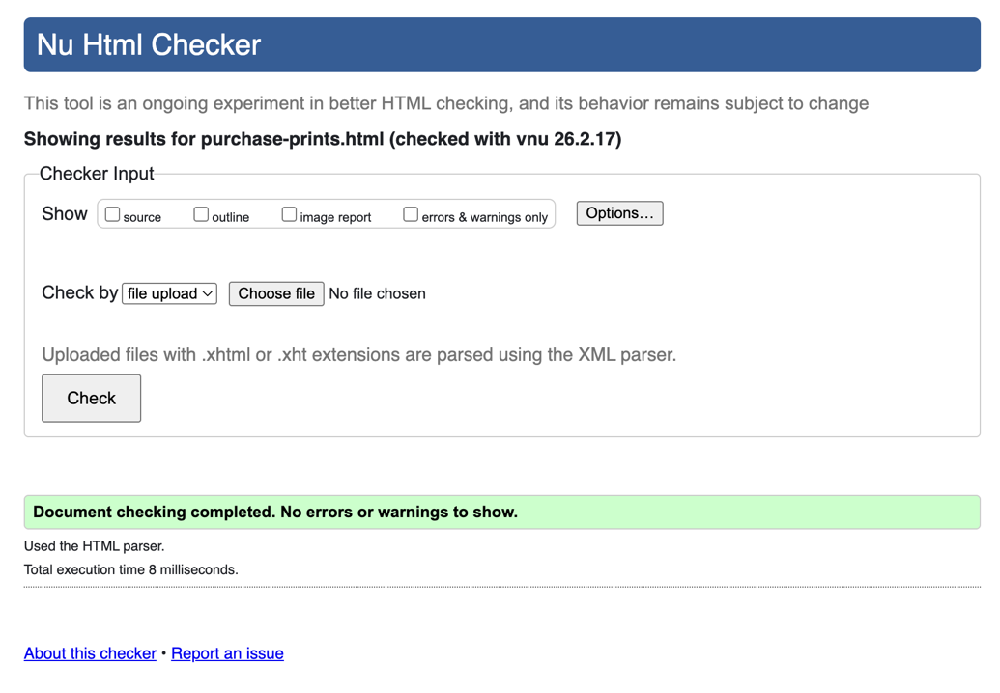 Nu Html Checker
This tool is an ongoing experiment in better HTML checking, and its behavior remains subject to change
Showing results for purchase-prints.html (checked with vnu 26.2.17)
Checker Input
Show source outline image report errors & warnings only Options…
Check by file upload Choose file No file chosen
Uploaded files with .xhtml or .xht extensions are parsed using the XML parser.
Check
Document checking completed. No errors or warnings to show.
Used the HTML parser.
Total execution time 8 milliseconds.
About this checker • Report an issue